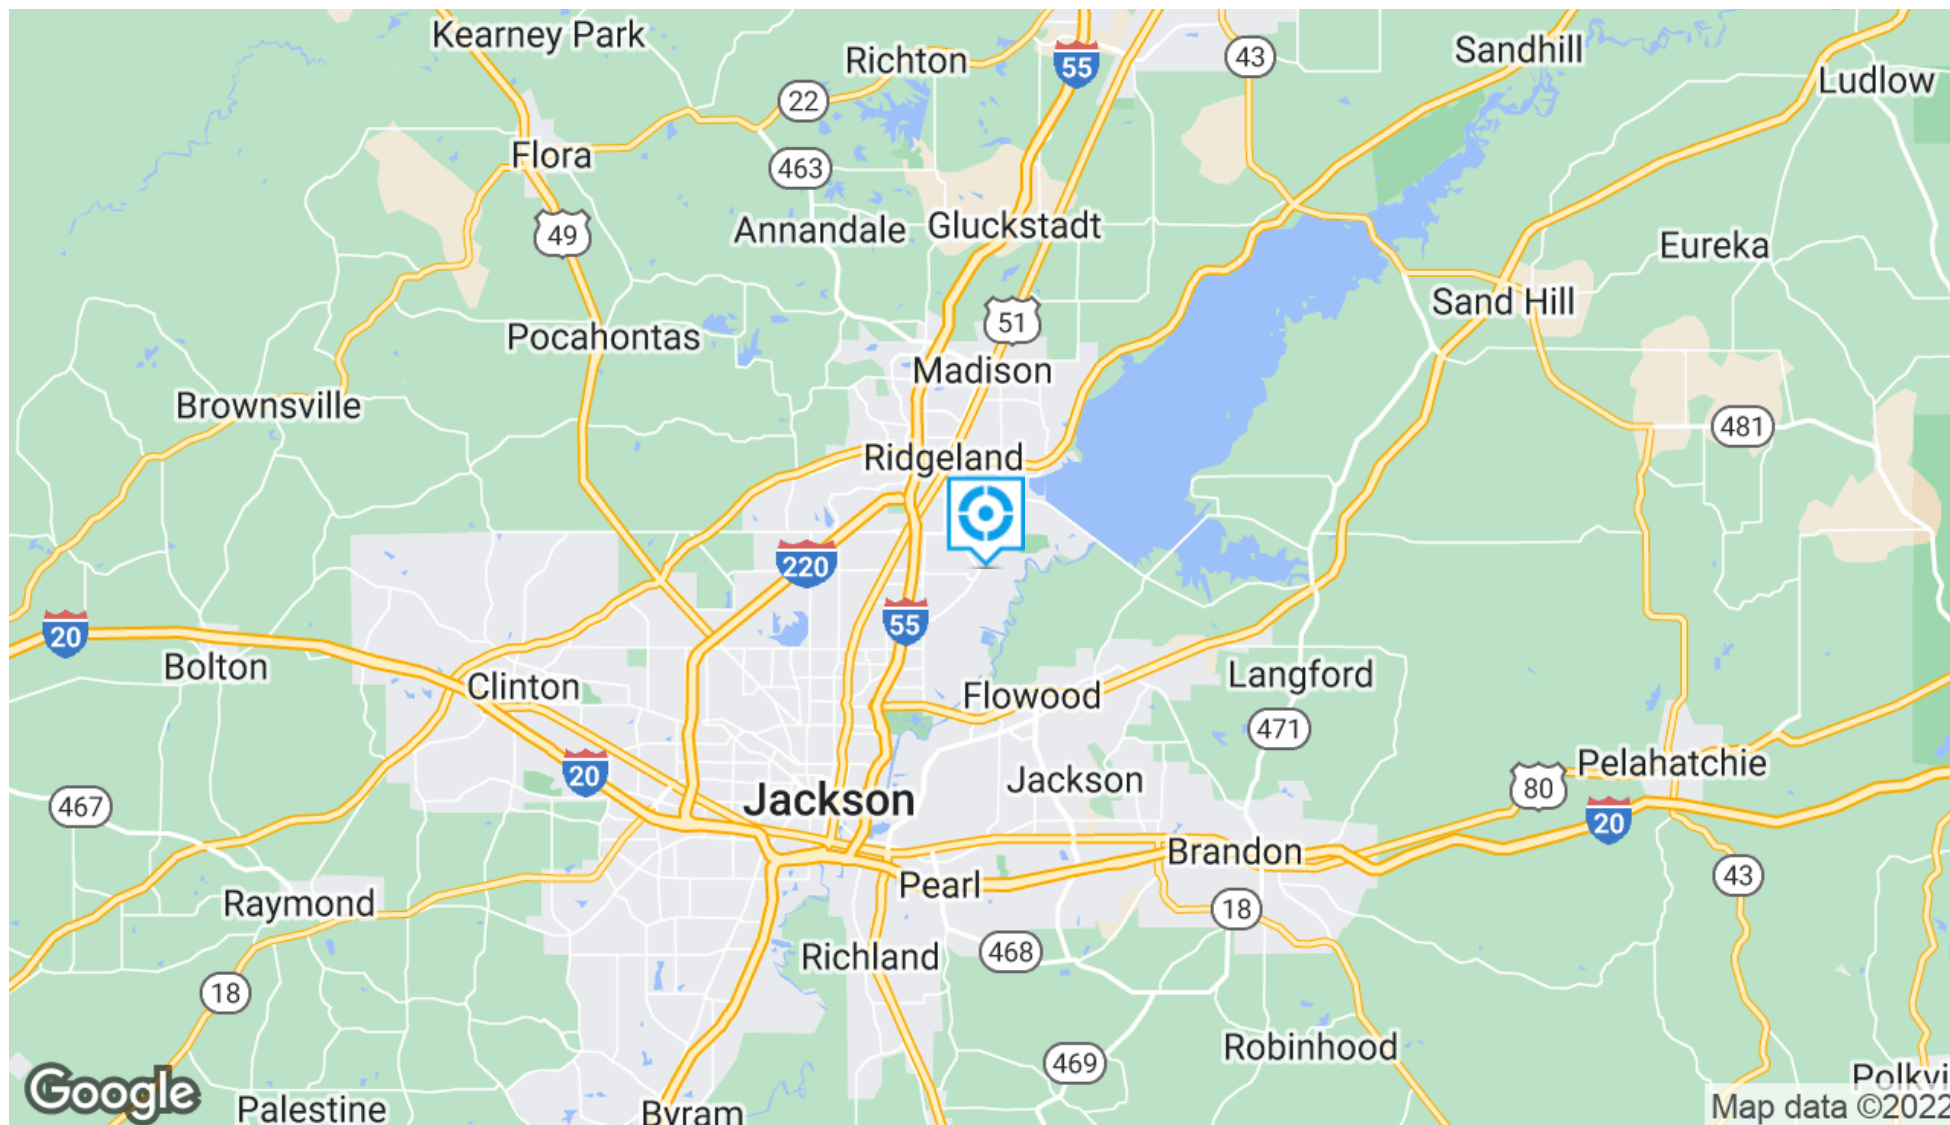 Kearney Park
Richton
55
43
Sandhill
Ludlow
22
Flora
463
49
Annandale
Gluckstadt
Eureka
Sand Hill
51
Pocahontas
Madison
Brownsville
481
Ridgeland
220
55
20
Bolton
Clinton
Flowood
Langford
471
20
Jackson
Jackson
Pelahatchie
80
20
467
Brandon
Pearl
43
Raymond
18
Richland
468
18
Robinhood
469
Google
Palestine
Byram
Polkvi
Map data ©2022